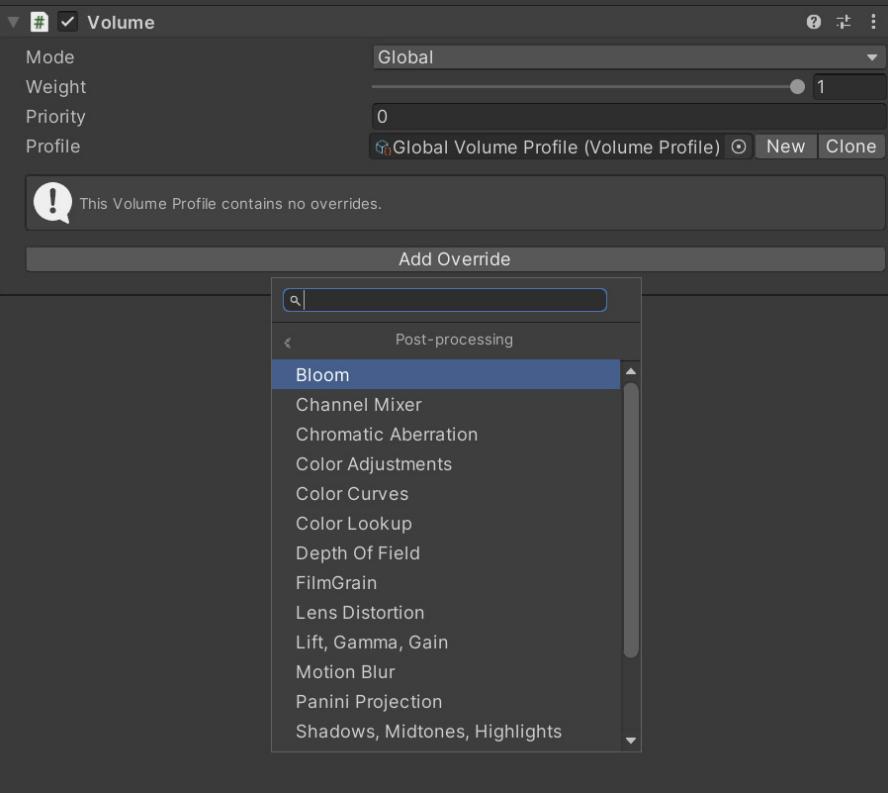 Volume
Mode Global
Weight 1
Priority 0
Profile Global Volume Profile (Volume Profile) New Clone
This Volume Profile contains no overrides.
Add Override
Post-processing
Bloom
Channel Mixer
Chromatic Aberration
Color Adjustments
Color Curves
Color Lookup
Depth Of Field
FilmGrain
Lens Distortion
Lift, Gamma, Gain
Motion Blur
Panini Projection
Shadows, Midtones, Highlights